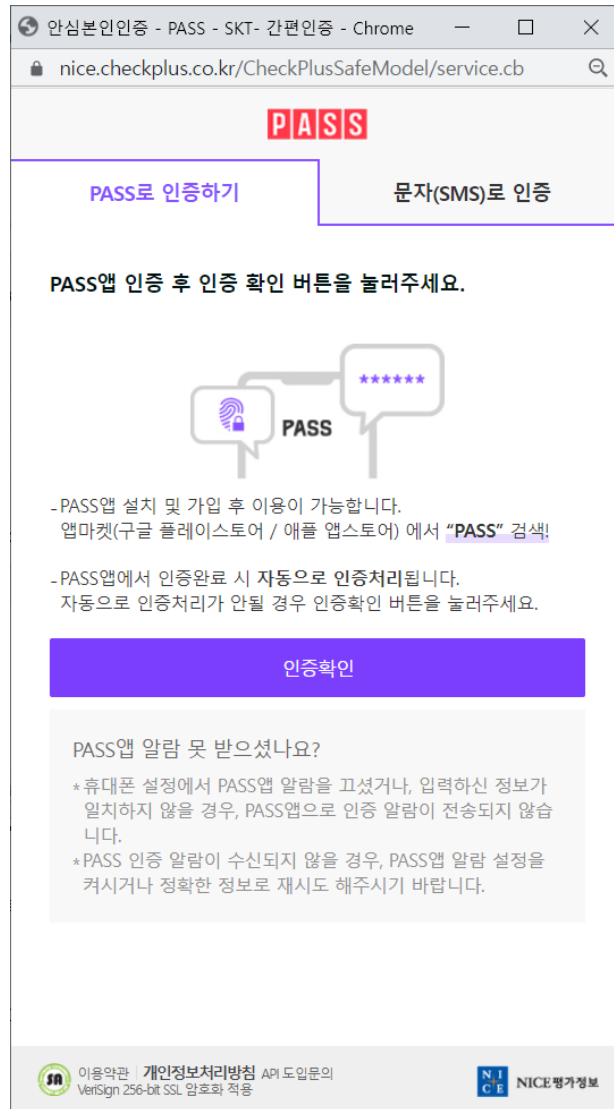 안심본인인증 - PASS - SKT- 간편인증 - Chrome
nice.checkplus.co.kr/CheckPlusSafeModel/service.cb
PASS
PASS로 인증하기
문자(SMS)로 인증
PASS앱 인증 후 인증 확인 버튼을 눌러주세요.
******
PASS
-PASS앱 설치 및 가입 후 이용이 가능합니다.
앱마켓(구글 플레이스토어 / 애플 앱스토어) 에서 “PASS” 검색!
-PASS앱에서 인증완료 시 자동으로 인증처리됩니다.
자동으로 인증처리가 안될 경우 인증확인 버튼을 눌러주세요.
인증확인
PASS앱 알람 못 받으셨나요?
*휴대폰 설정에서 PASS앱 알람을 끄셨거나, 입력하신 정보가
일치하지 않을 경우, PASS앱으로 인증 알람이 전송되지 않습
니다.
*PASS 인증 알람이 수신되지 않을 경우, PASS앱 알람 설정을
켜시거나 정확한 정보로 재시도 해주시기 바랍니다.
SA
이용약관 | 개인정보처리방침 API 도입문의
VeriSign 256-bit SSL 암호화 적용
NICE NICE평가정보